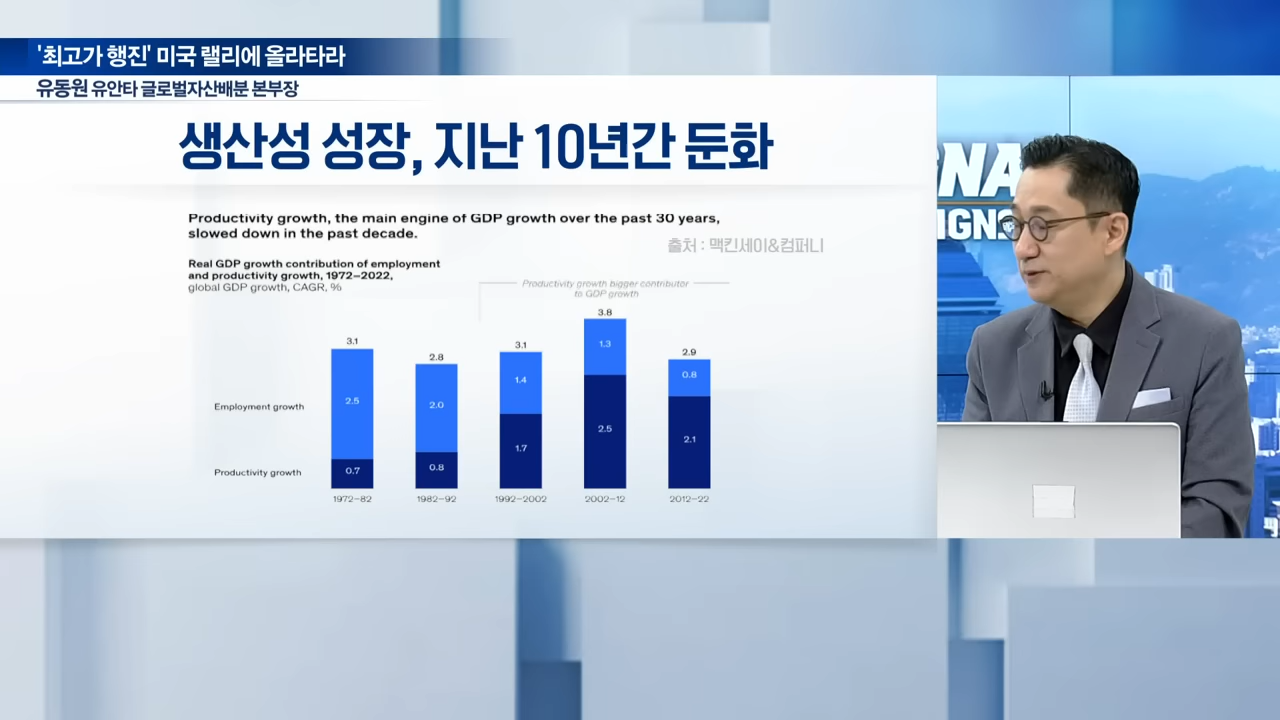 '최고가 행진' 미국 랠리에 올라타라
유동원 유안타 글로벌자산배분 본부장
생산성 성장, 지난 10년간 둔화
Productivity growth, the main engine of GDP growth over the past 30 years,
slowed down in the past decade.
출처 : 맥킨세이&컴퍼니
Real GDP growth contribution of employment
and productivity growth, 1972–2022,
global GDP growth, CAGR, %
Productivity growth bigger contributor
to GDP growth
3.1 2.8 3.1 3.8 2.9
Employment growth 2.5 2.0 1.4 1.3 0.8
Productivity growth 0.7 0.8 1.7 2.5 2.1
1972–82 1982–92 1992–2002 2002–12 2012–22
NA
IGNS